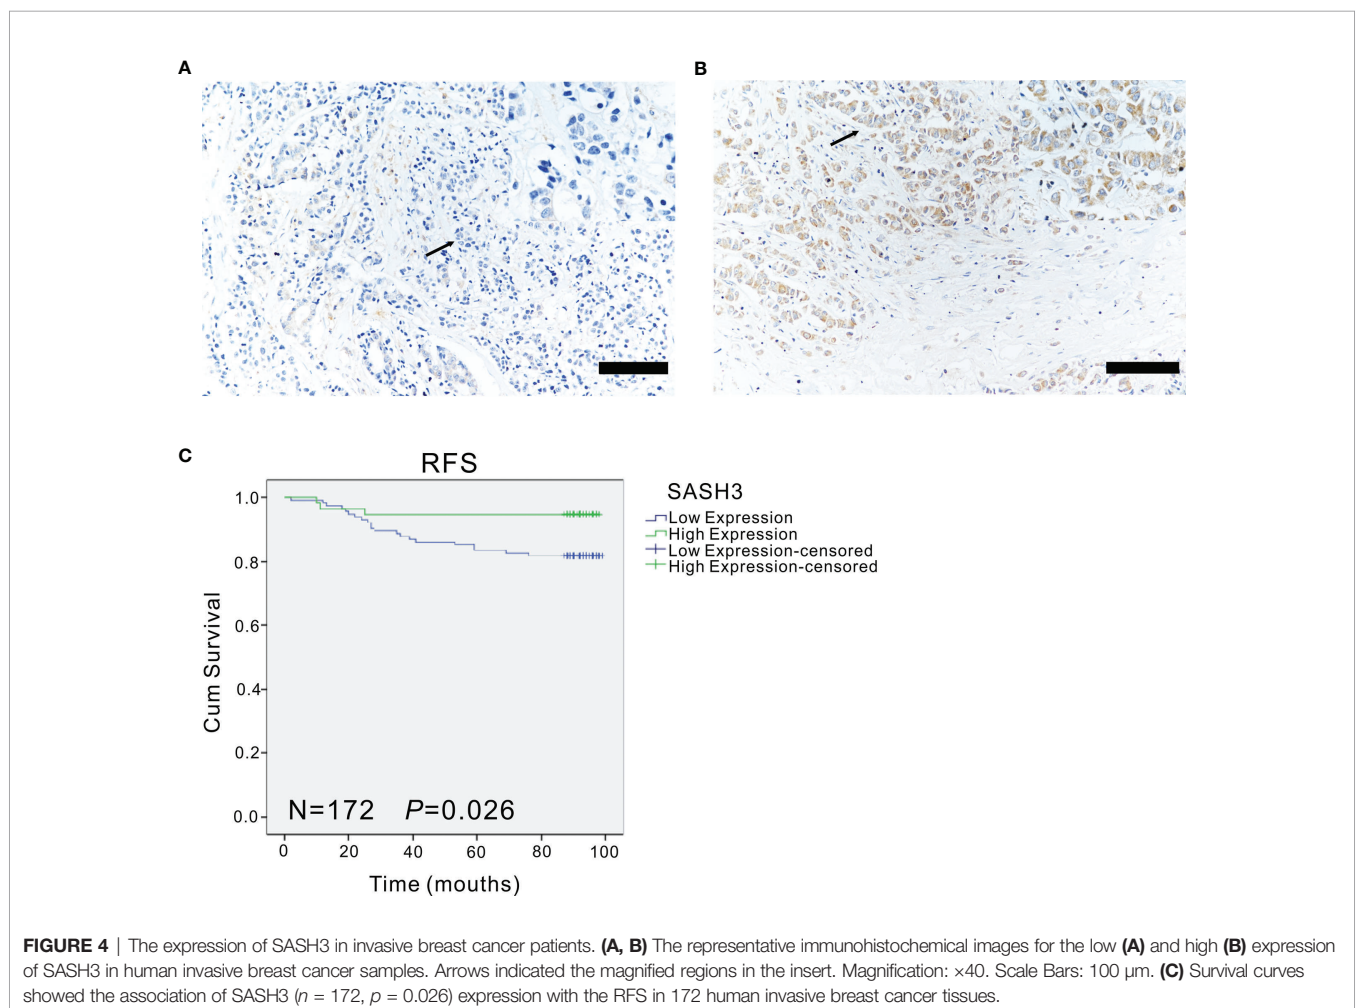 A
B
C
RFS
1.0
0.8
0.6
0.4
0.2
0.0
Cum Survival
N=172 P=0.026
0 20 40 60 80 100
Time (mouths)
SASH3
Low Expression
High Expression
Low Expression-censored
High Expression-censored
FIGURE 4 | The expression of SASH3 in invasive breast cancer patients. (A, B) The representative immunohistochemical images for the low (A) and high (B) expression
of SASH3 in human invasive breast cancer samples. Arrows indicated the magnified regions in the insert. Magnification: ×40. Scale Bars: 100 µm. (C) Survival curves
showed the association of SASH3 (n = 172, p = 0.026) expression with the RFS in 172 human invasive breast cancer tissues.